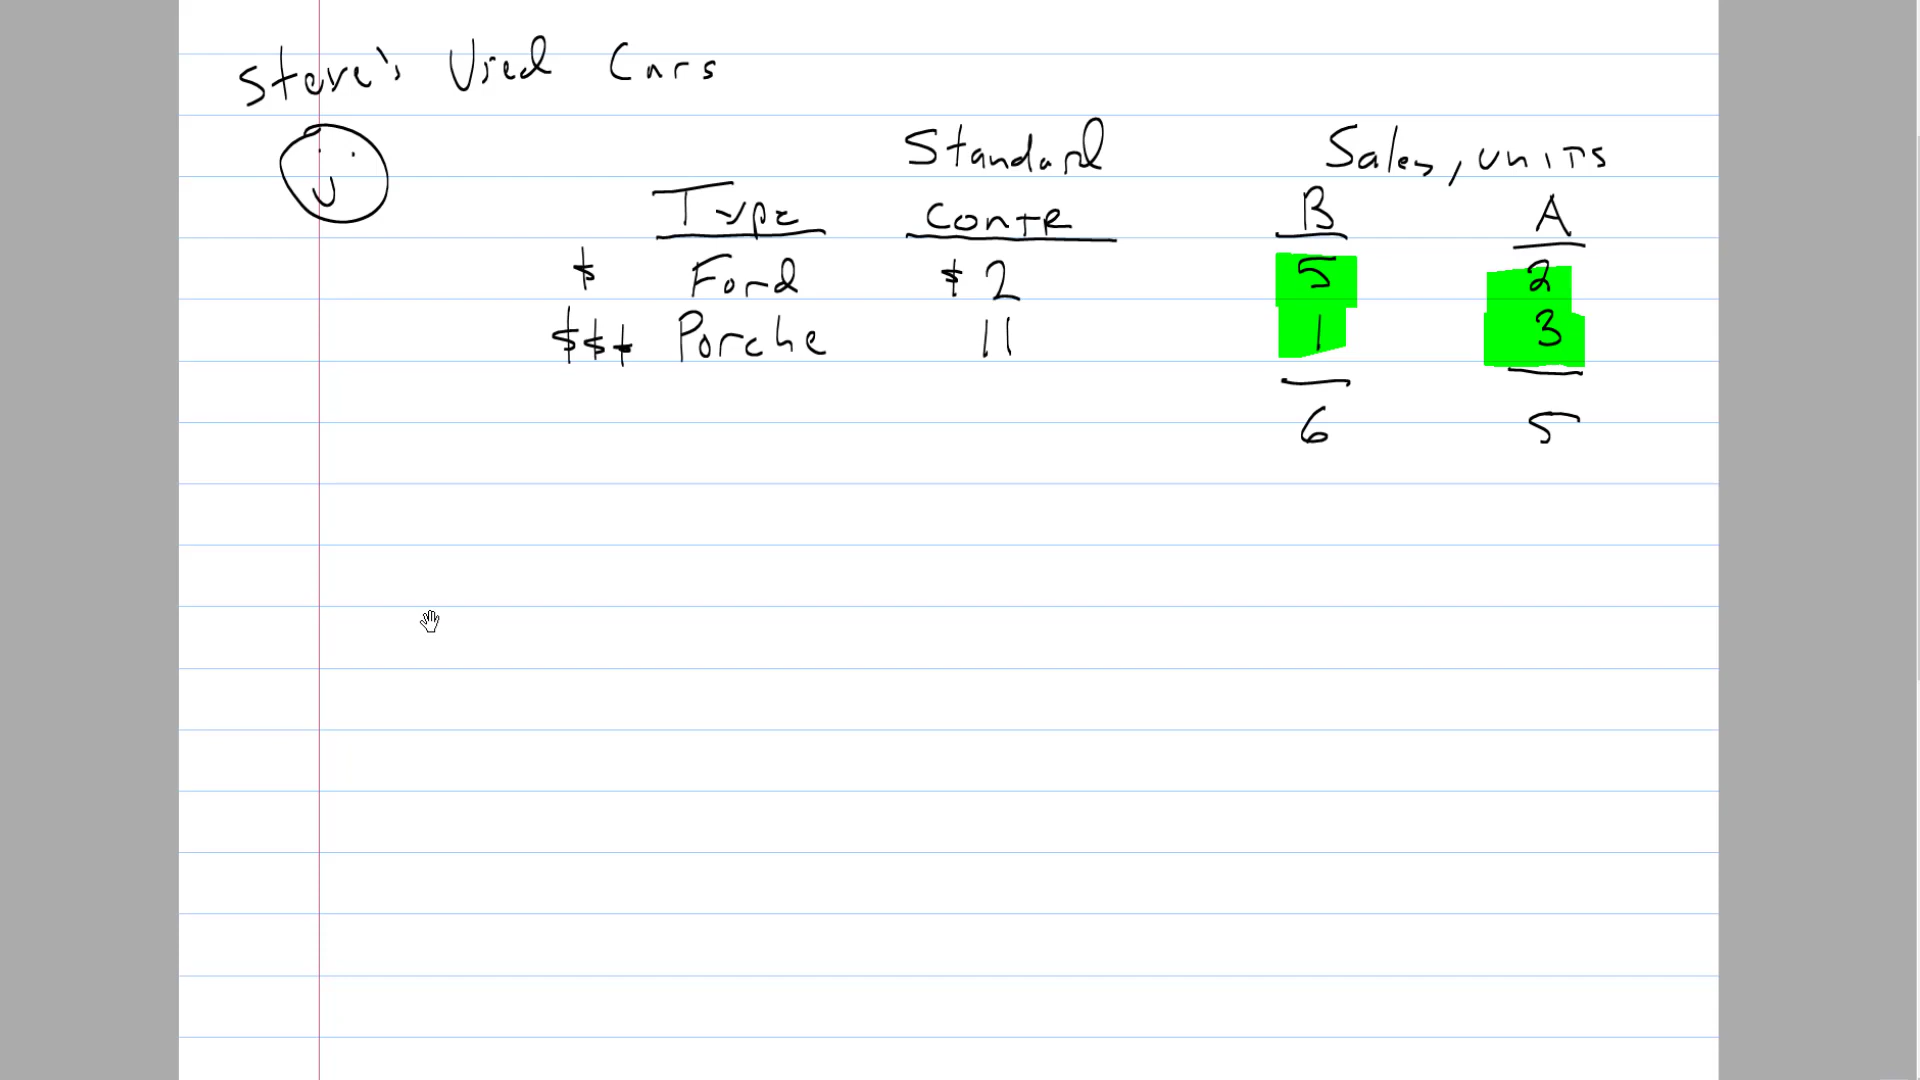 Steve's Used Cars
Standard Sales, units
Type Contr B A
$ Ford $ 2 5 2
$$$ Porche 11 1 3
6 5